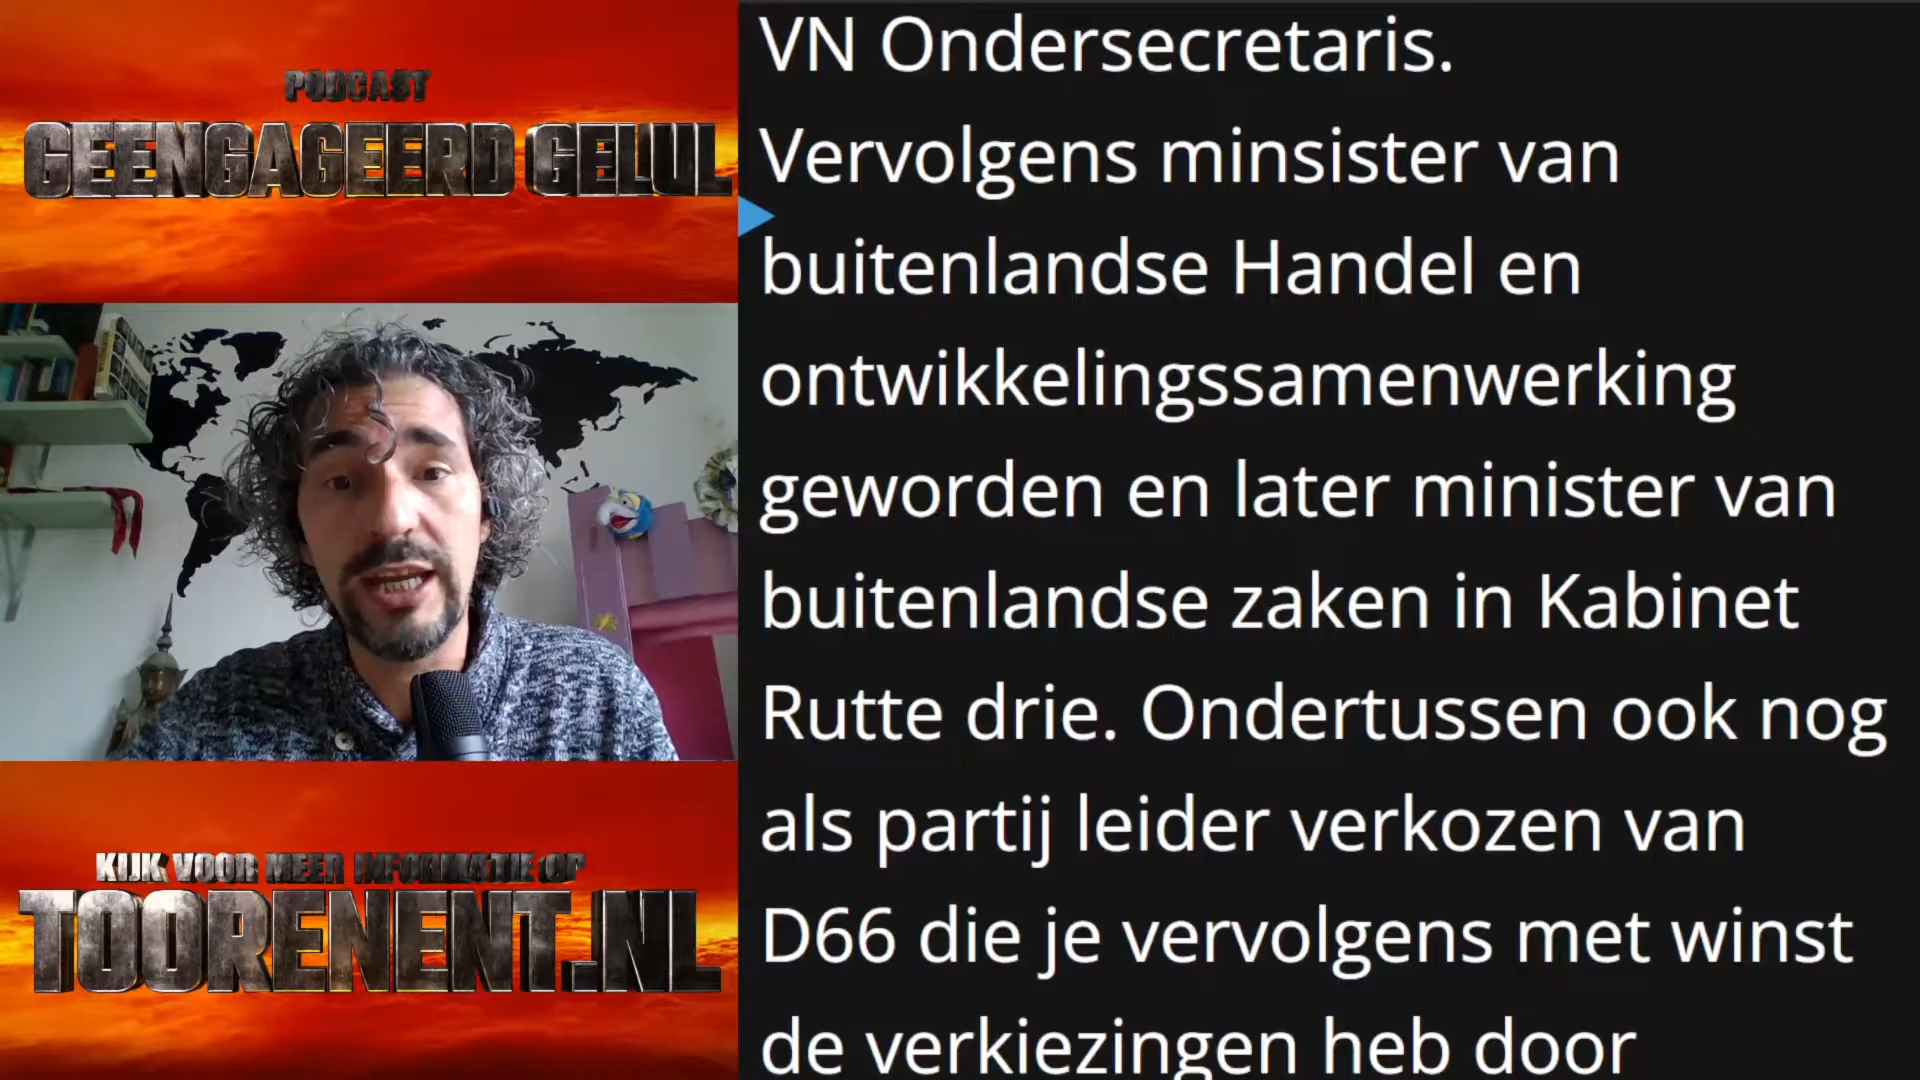 PODCAST
GEENGAGEERD GELUL
KIJK VOOR MEER INFORMATIE OP
TOORENENT.NL
VN Ondersecretaris.
Vervolgens minsister van
buitenlandse Handel en
ontwikkelingssamenwerking
geworden en later minister van
buitenlandse zaken in Kabinet
Rutte drie. Ondertussen ook nog
als partij leider verkozen van
D66 die je vervolgens met winst
de verkiezingen heb door